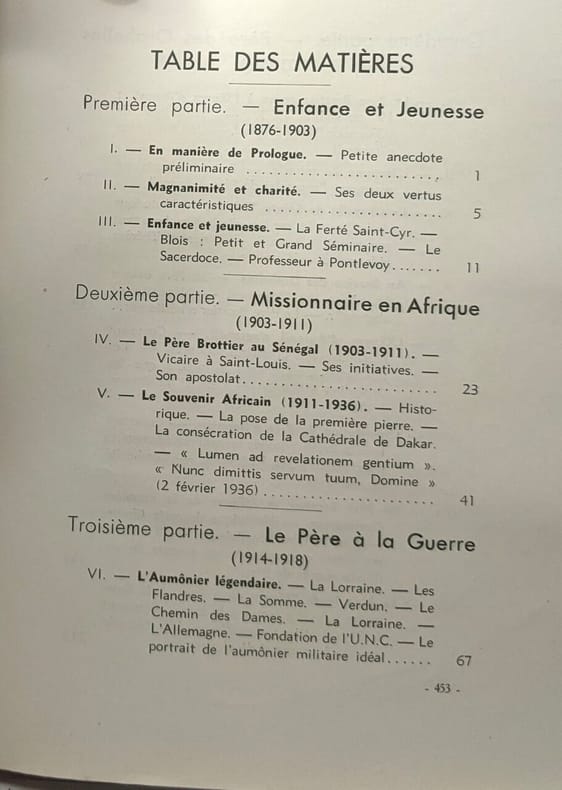 TABLE DES MATIÈRES
Première partie. — Enfance et Jeunesse
(1876-1903)
I. — En manière de Prologue. — Petite anecdote
préliminaire ......................... 1
II. — Magnanimité et charité. — Ses deux vertus
caractéristiques ....................... 5
III. — Enfance et jeunesse. — La Ferté Saint-Cyr. —
Blois : Petit et Grand Séminaire. — Le
Sacerdoce. — Professeur à Pontlevoy....... 11
Deuxième partie. — Missionnaire en Afrique
(1903-1911)
IV. — Le Père Brottier au Sénégal (1903-1911). —
Vicaire à Saint-Louis. — Ses initiatives. —
Son apostolat.......................... 23
V. — Le Souvenir Africain (1911-1936). — Histo-
rique. — La pose de la première pierre. —
La consécration de la Cathédrale de Dakar.
— « Lumen ad revelationem gentium ».
« Nunc dimittis servum tuum, Domine »
(2 février 1936) ....................... 41
Troisième partie. — Le Père à la Guerre
(1914-1918)
VI. — L'Aumônier légendaire. — La Lorraine. — Les
Flandres. — La Somme. — Verdun. — Le
Chemin des Dames. — La Lorraine. —
L'Allemagne. — Fondation de l'U.N.C. — Le
portrait de l'aumônier militaire idéal...... 67
- 453 -